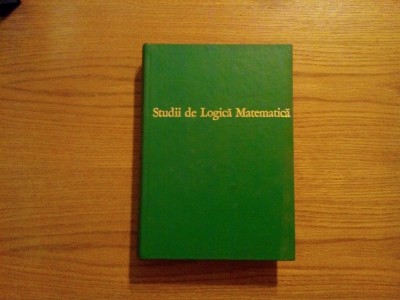 Studii de Logică Matematică